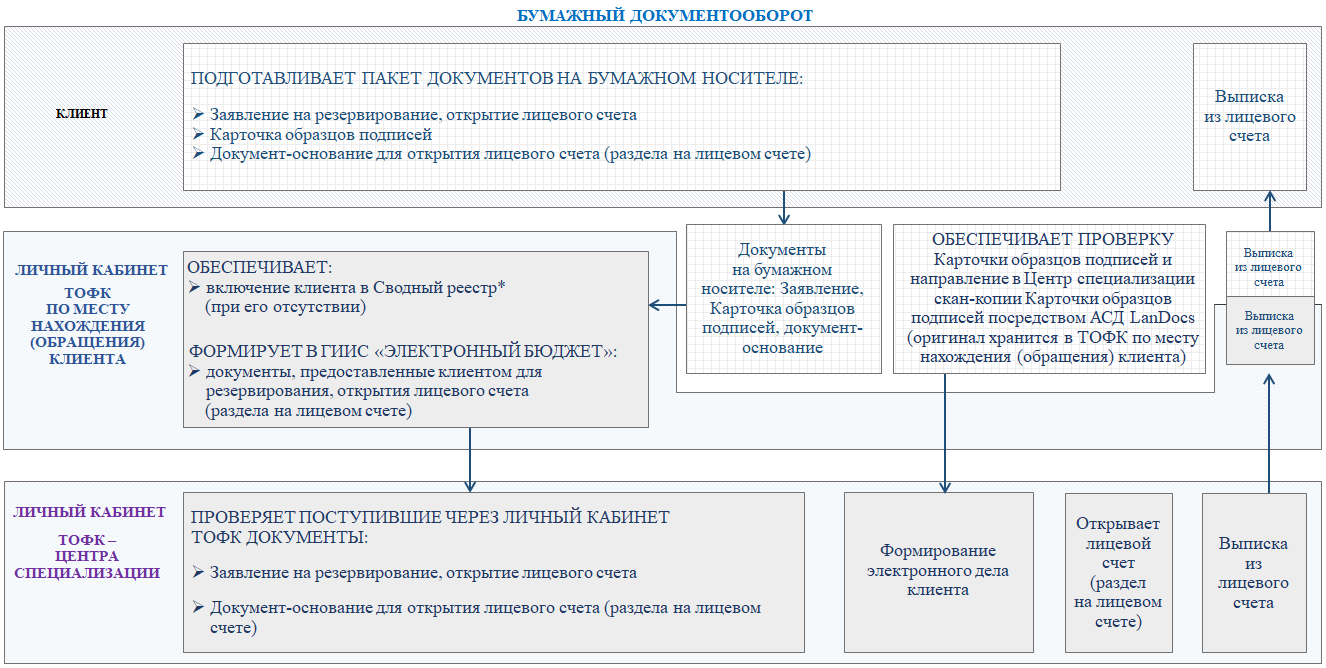 БУМАЖНЫЙ ДОКУМЕНТООБОРОТ
КЛИЕНТ
ПОДГОТАВЛИВАЕТ ПАКЕТ ДОКУМЕНТОВ НА БУМАЖНОМ НОСИТЕЛЕ:
➢ Заявление на резервирование, открытие лицевого счета
➢ Карточка образцов подписей
➢ Документ-основание для открытия лицевого счета (раздела на лицевом счете)
Выписка
из лицевого
счета
ЛИЧНЫЙ КАБИНЕТ
ТОФК
ПО МЕСТУ
НАХОЖДЕНИЯ
(ОБРАЩЕНИЯ)
КЛИЕНТА
ОБЕСПЕЧИВАЕТ:
➢ включение клиента в Сводный реестр*
(при его отсутствии)
ФОРМИРУЕТ В ГИИС «ЭЛЕКТРОННЫЙ БЮДЖЕТ»:
➢ документы, предоставленные клиентом для
резервирования, открытия лицевого счета
(раздела на лицевом счете)
Документы
на бумажном
носителе: Заявление,
Карточка образцов
подписей, документ-
основание
ОБЕСПЕЧИВАЕТ ПРОВЕРКУ
Карточки образцов подписей и
направление в Центр специализации
скан-копии Карточки образцов
подписей посредством АСД LanDocs
(оригинал хранится в ТОФК по месту
нахождения (обращения) клиента)
Выписка
из лицевого
счета
Выписка
из лицевого
счета
ЛИЧНЫЙ КАБИНЕТ
ТОФК –
ЦЕНТРА
СПЕЦИАЛИЗАЦИИ
ПРОВЕРЯЕТ ПОСТУПИВШИЕ ЧЕРЕЗ ЛИЧНЫЙ КАБИНЕТ
ТОФК ДОКУМЕНТЫ:
➢ Заявление на резервирование, открытие лицевого счета
➢ Документ-основание для открытия лицевого счета (раздела на лицевом
счете)
Формирование
электронного дела
клиента
Открывает
лицевой
счет
(раздел
на лицевом
счете)
Выписка
из
лицевого
счета